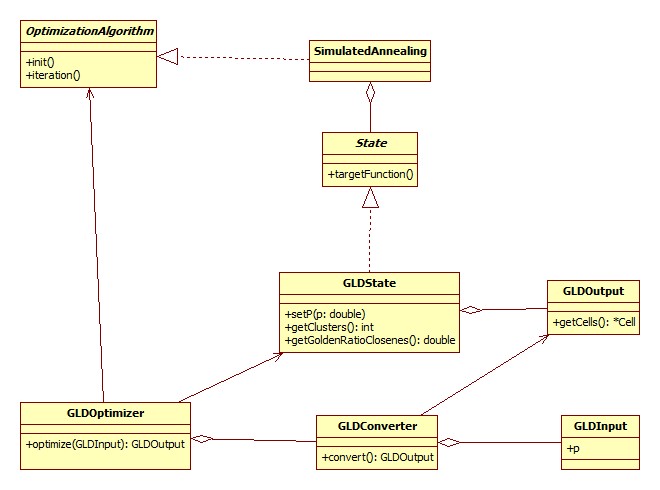 OptimizationAlgorithm
+init()
+iteration()
SimulatedAnnealing
State
+targetFunction()
GLDState
+setP(p: double)
+getClusters(): int
+getGoldenRatioClosenes(): double
GLDOutput
+getCells(): *Cell
GLDOptimizer
+optimize(GLDInput): GLDOutput
GLDConverter
+convert(): GLDOutput
GLDInput
+p